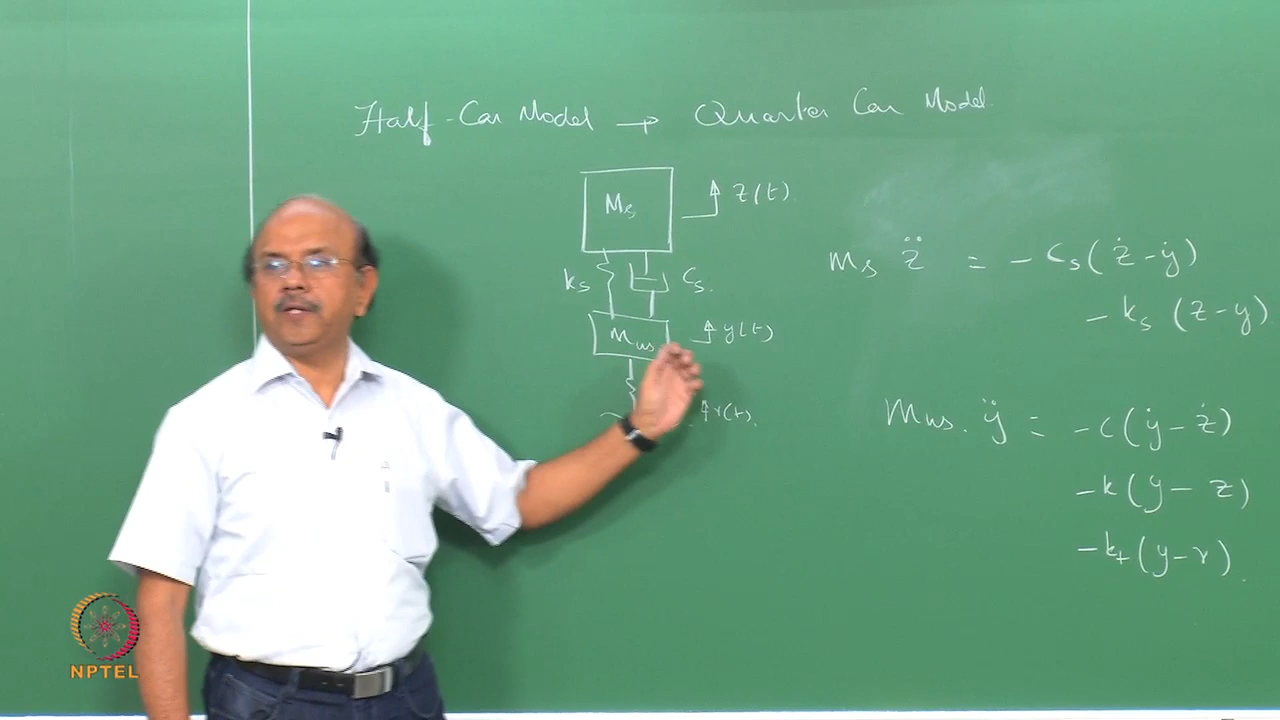 Half-Car Model → Quarter Car Model.
Ms
z(t)
ks
cs.
Mus
y(t)
r(t).
ms z̈ = - cs(ż-ẏ)
- ks (z-y)
Mus. ÿ = -c(ẏ-ż)
-k(y-z)
-kt(y-r).
NPTEL